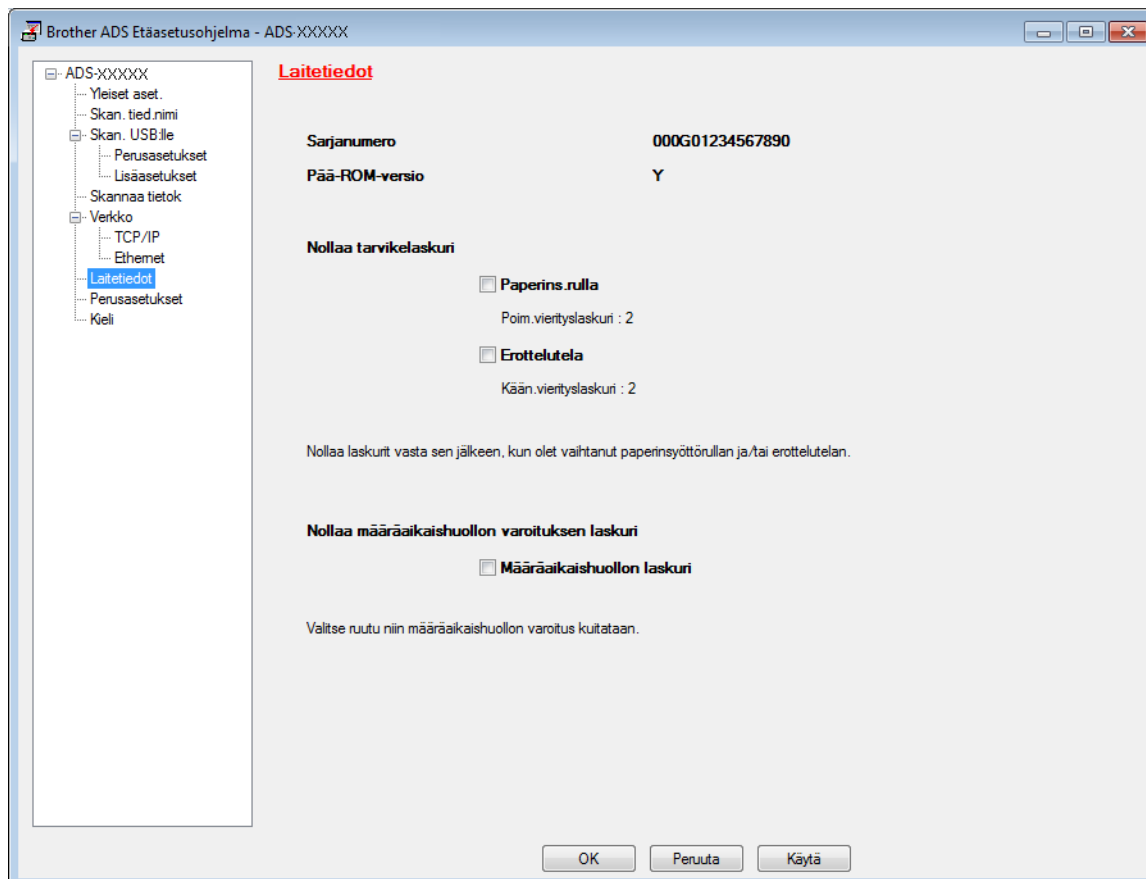 Brother ADS Etäasetusohjelma - ADS-XXXXX
ADS-XXXXX
Yleiset aset.
Skan. tied.nimi
Skan. USB:lle
Perusasetukset
Lisäasetukset
Skannaa tietok
Verkko
TCP/IP
Ethernet
Laitetiedot
Perusasetukset
Kieli
Laitetiedot
Sarjanumero 000G01234567890
Pää-ROM-versio Y
Nollaa tarvikelaskuri
Paperins.rulla
Poim.vierityslaskuri : 2
Erottelutela
Kään.vierityslaskuri : 2
Nollaa laskurit vasta sen jälkeen, kun olet vaihtanut paperinsyöttörullan ja/tai erottelutelan.
Nollaa määräaikaishuollon varoituksen laskuri
Määräaikaishuollon laskuri
Valitse ruutu niin määräaikaishuollon varoitus kuitataan.
OK Peruuta Käytä